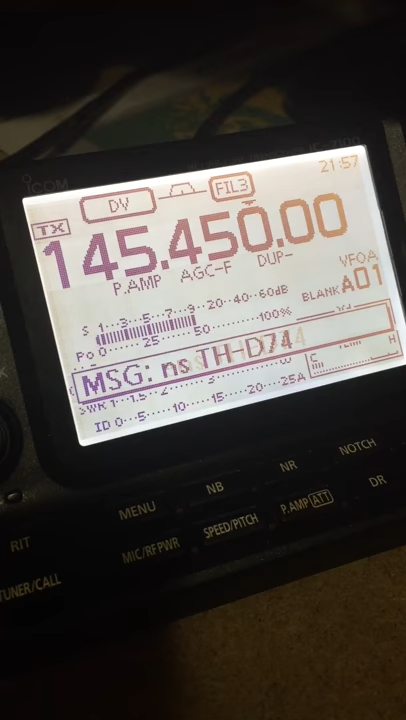 ICOM
21:57
DV FIL3
TX
145.450.00
P.AMP AGC-F DUP-
VFOA
BLANK A01
S 1···3···5···7···9··20··40··60dB
Po 0······25······50········100%
MSG: ns TH-D74
SWR 1···1.5··2······3
C H
ID 0···5····10····15····20···25A
MENU NB NR NOTCH
RIT MIC/RF PWR SPEED/PITCH P.AMP ATT DR
TUNER/CALL